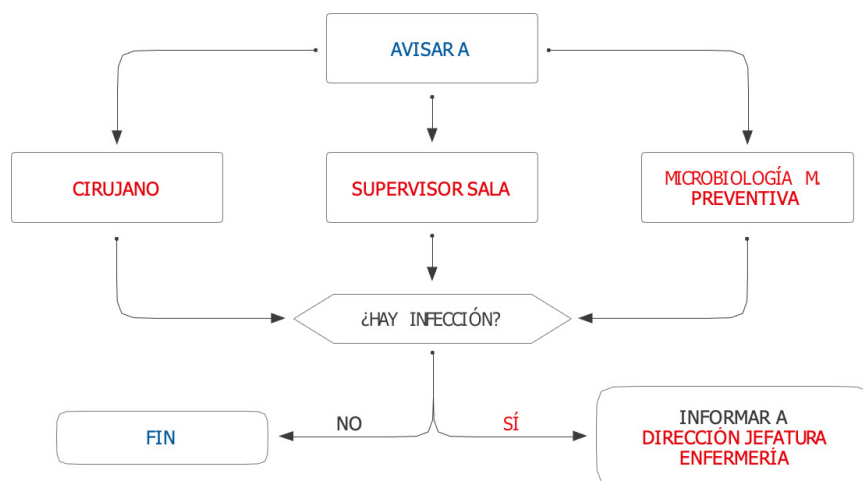 AVISAR A
CIRUJANO
SUPERVISOR SALA
MICROBIOLOGÍA M.
PREVENTIVA
¿HAY INFECCIÓN?
FIN
NO
SÍ
INFORMAR A
DIRECCIÓN JEFATURA
ENFERMERÍA